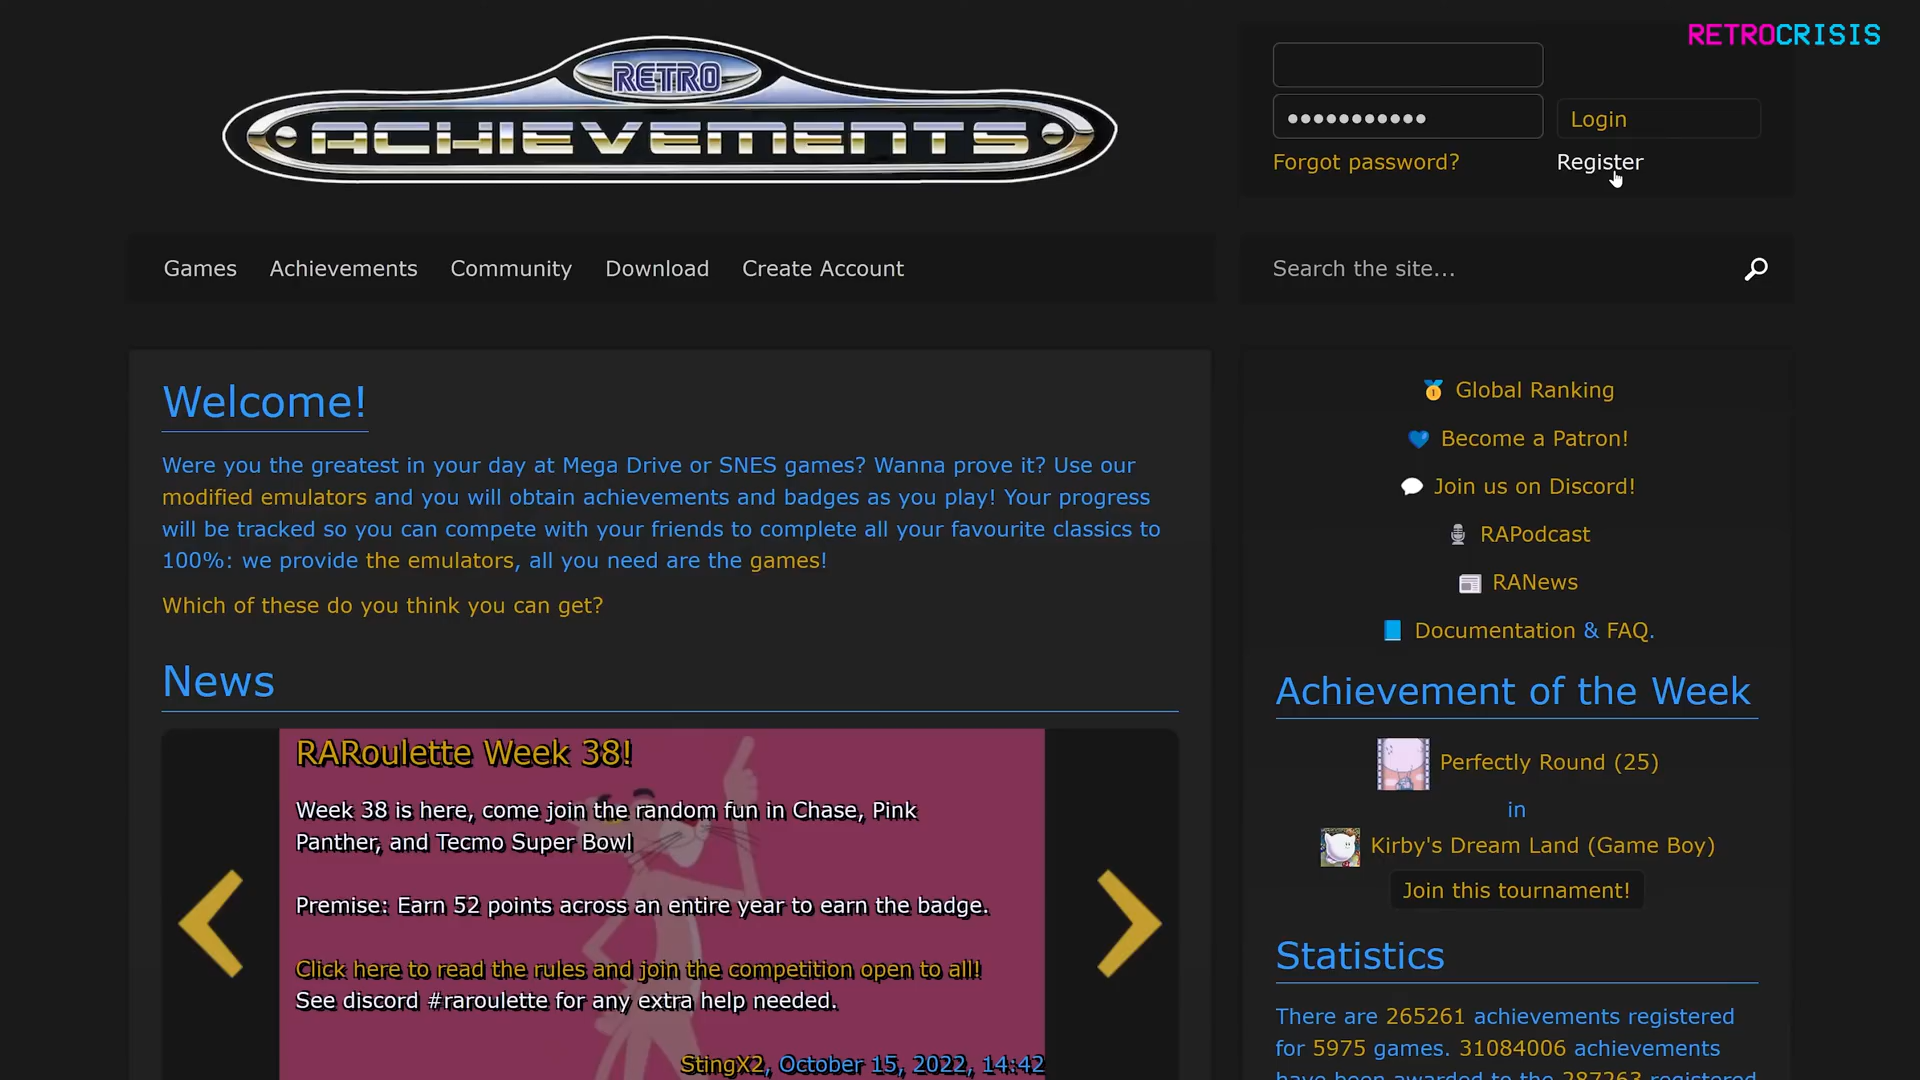 RETROCRISIS
RETRO
ACHIEVEMENTS
●●●●●●●●●●●
Login
Forgot password?
Register
Games
Achievements
Community
Download
Create Account
Search the site...
Welcome!
Were you the greatest in your day at Mega Drive or SNES games? Wanna prove it? Use our
modified emulators and you will obtain achievements and badges as you play! Your progress
will be tracked so you can compete with your friends to complete all your favourite classics to
100%: we provide the emulators, all you need are the games!
Which of these do you think you can get?
News
RARoulette Week 38!
Week 38 is here, come join the random fun in Chase, Pink
Panther, and Tecmo Super Bowl
Premise: Earn 52 points across an entire year to earn the badge.
Click here to read the rules and join the competition open to all!
See discord #raroulette for any extra help needed.
StingX2, October 15, 2022, 14:42
Global Ranking
Become a Patron!
Join us on Discord!
RAPodcast
RANews
Documentation & FAQ.
Achievement of the Week
Perfectly Round (25)
in
Kirby's Dream Land (Game Boy)
Join this tournament!
Statistics
There are 265261 achievements registered
for 5975 games. 31084006 achievements
have been awarded to the 287263 registered